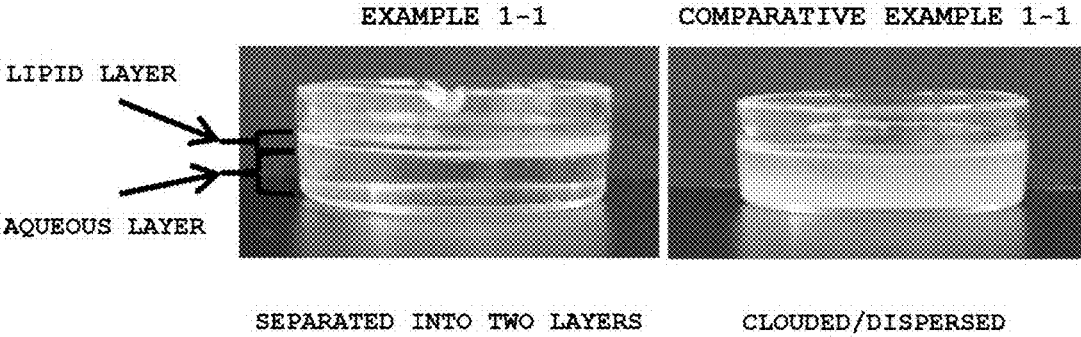 EXAMPLE 1-1
COMPARATIVE EXAMPLE 1-1
LIPID LAYER
AQUEOUS LAYER
SEPARATED INTO TWO LAYERS
CLOUDED/DISPERSED